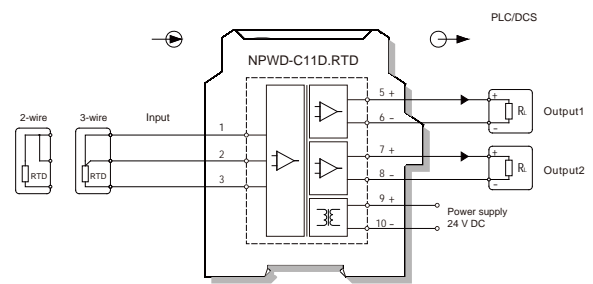 PLC/DCS
NPWD-C11D.RTD
2-wire
3-wire
Input
RTD
RTD
1
2
3
5 +
6 –
7 +
8 –
9 +
10 –
+
RL
–
Output1
+
RL
–
Output2
Power supply
24 V DC